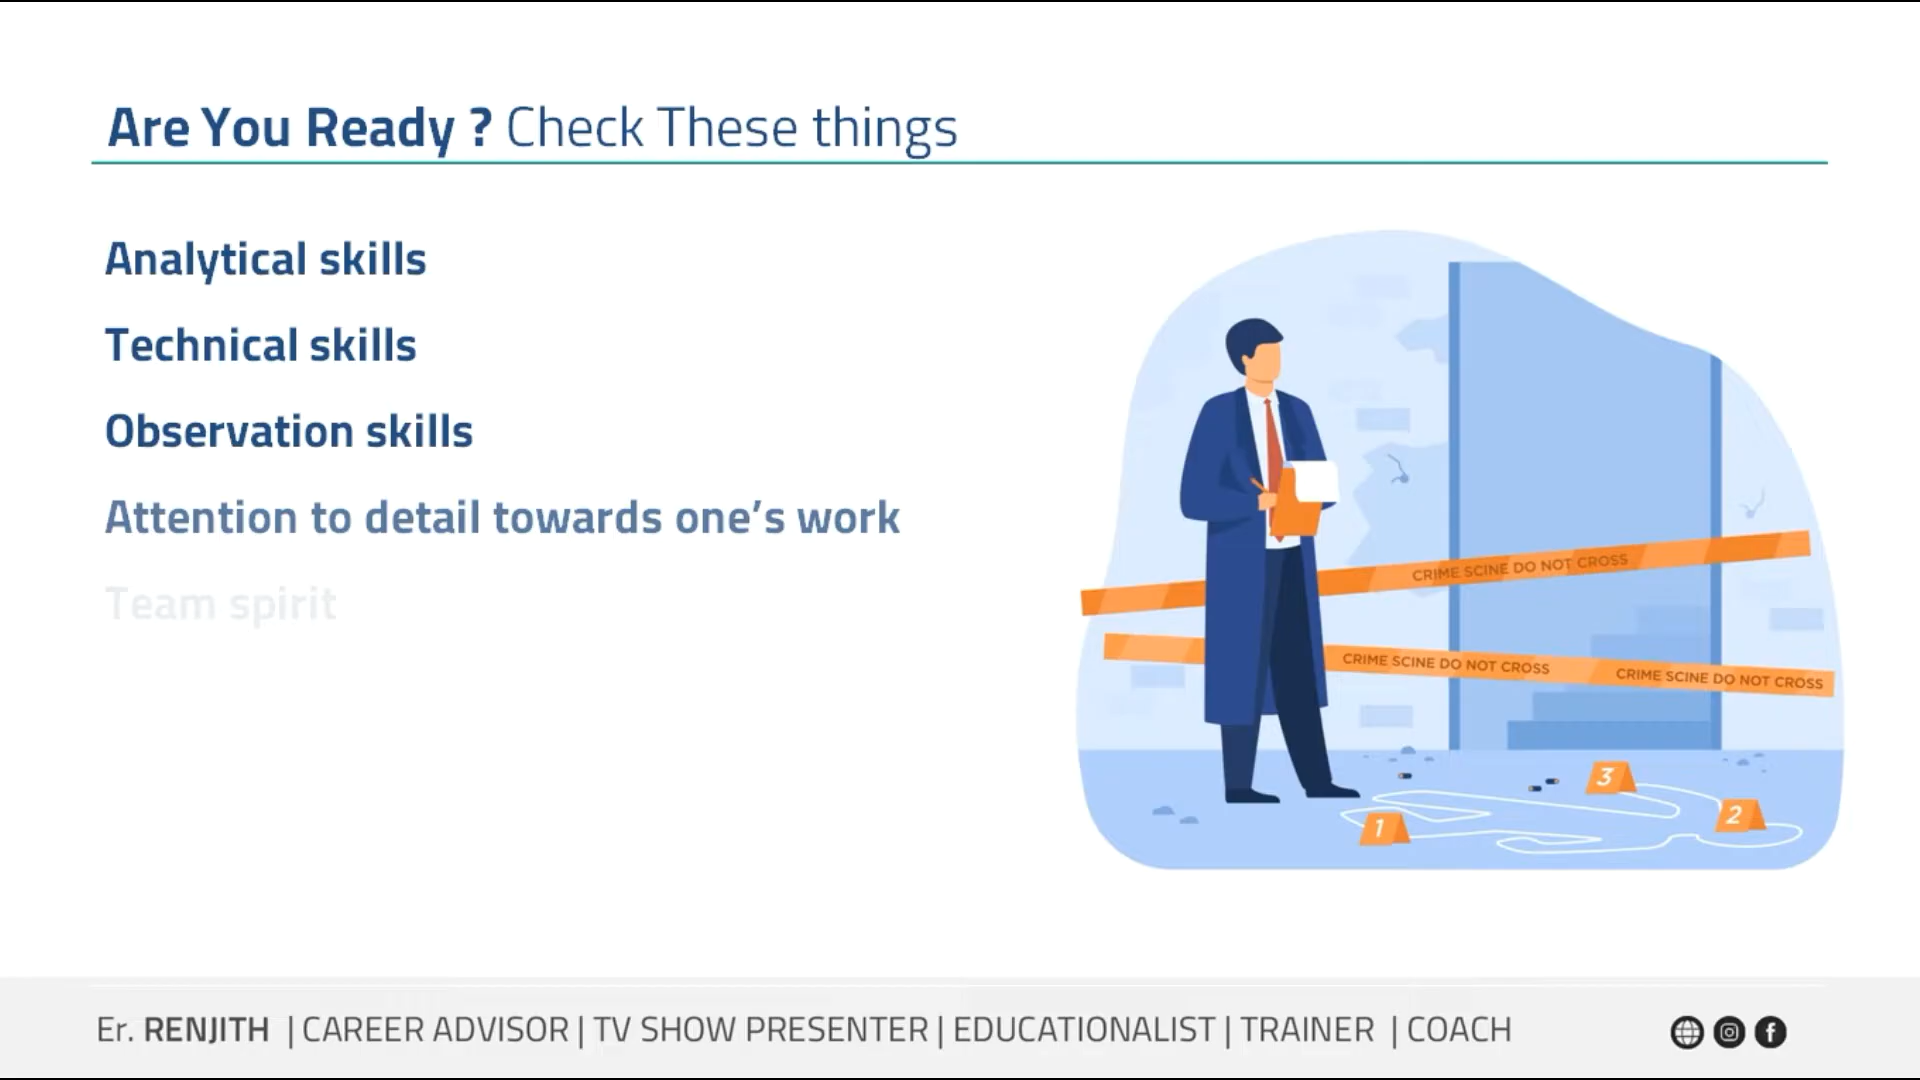 Are You Ready ? Check These things
Analytical skills
Technical skills
Observation skills
Attention to detail towards one's work
Team spirit
CRIME SCINE DO NOT CROSS
CRIME SCINE DO NOT CROSS
CRIME SCINE DO NOT CROSS
3
2
1
Er. RENJITH | CAREER ADVISOR | TV SHOW PRESENTER | EDUCATIONALIST | TRAINER | COACH